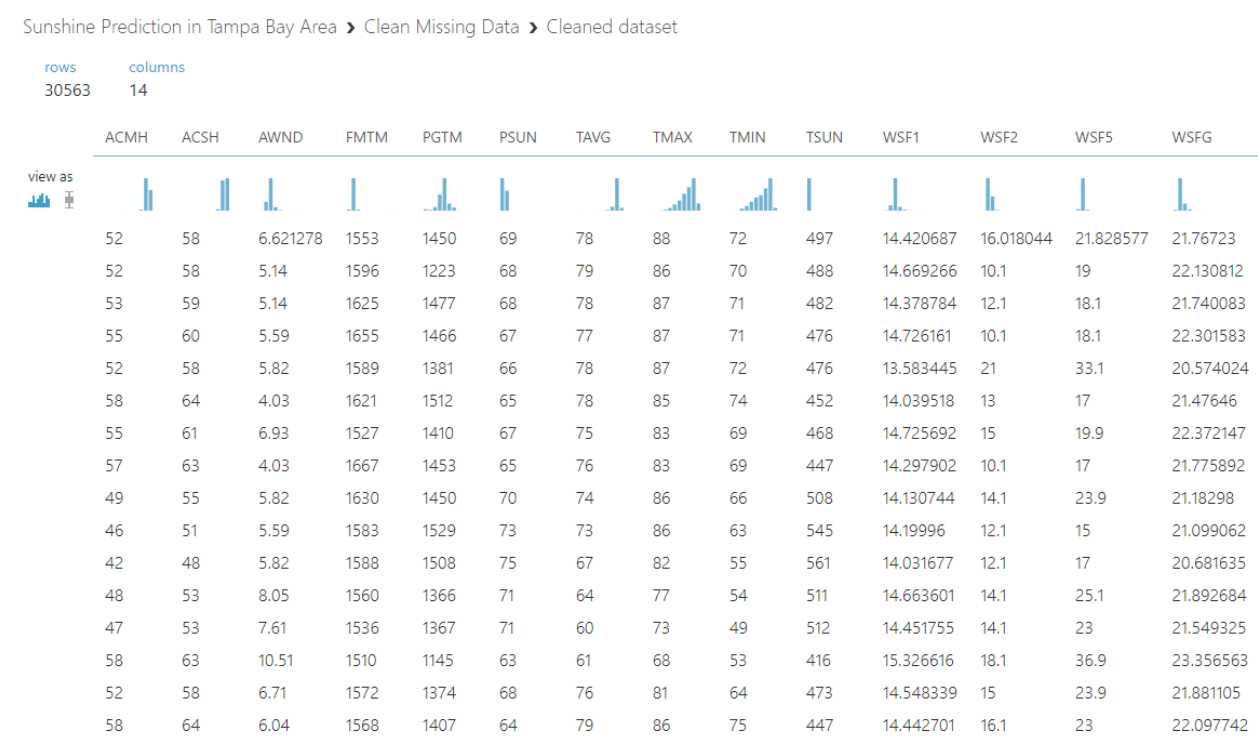 Sunshine Prediction in Tampa Bay Area › Clean Missing Data › Cleaned dataset
rows columns
30563 14
ACMH ACSH AWND FMTM PGTM PSUN TAVG TMAX TMIN TSUN WSF1 WSF2 WSF5 WSFG
view as
52 58 6.621278 1553 1450 69 78 88 72 497 14.420687 16.018044 21.828577 21.76723
52 58 5.14 1596 1223 68 79 86 70 488 14.669266 10.1 19 22.130812
53 59 5.14 1625 1477 68 78 87 71 482 14.378784 12.1 18.1 21.740083
55 60 5.59 1655 1466 67 77 87 71 476 14.726161 10.1 18.1 22.301583
52 58 5.82 1589 1381 66 78 87 72 476 13.583445 21 33.1 20.574024
58 64 4.03 1621 1512 65 78 85 74 452 14.039518 13 17 21.47646
55 61 6.93 1527 1410 67 75 83 69 468 14.725692 15 19.9 22.372147
57 63 4.03 1667 1453 65 76 83 69 447 14.297902 10.1 17 21.775892
49 55 5.82 1630 1450 70 74 86 66 508 14.130744 14.1 23.9 21.18298
46 51 5.59 1583 1529 73 73 86 63 545 14.19996 12.1 15 21.099062
42 48 5.82 1588 1508 75 67 82 55 561 14.031677 12.1 17 20.681635
48 53 8.05 1560 1366 71 64 77 54 511 14.663601 14.1 25.1 21.892684
47 53 7.61 1536 1367 71 60 73 49 512 14.451755 14.1 23 21.549325
58 63 10.51 1510 1145 63 61 68 53 416 15.326616 18.1 36.9 23.356563
52 58 6.71 1572 1374 68 76 81 64 473 14.548339 15 23.9 21.881105
58 64 6.04 1568 1407 64 79 86 75 447 14.442701 16.1 23 22.097742